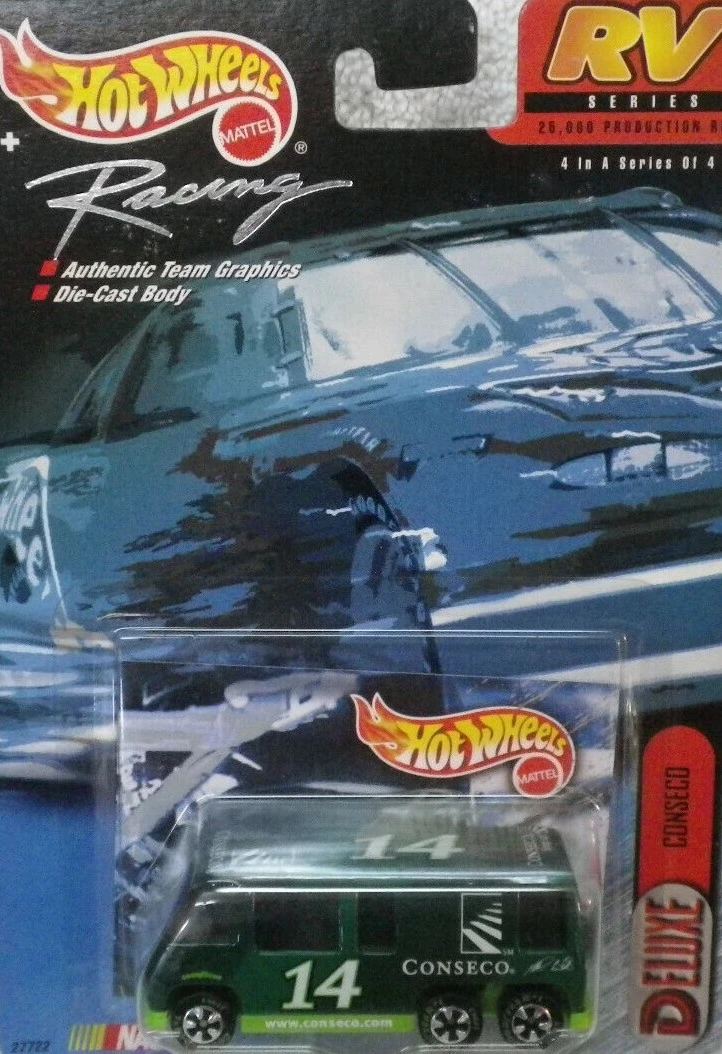 HOT WHEELS
MATTEL
®
+
Racing
Authentic Team Graphics
Die-Cast Body
RV
SERIES
25,000 PRODUCTION
4 In A Series Of 4
HOT WHEELS
MATTEL
CONSECO
DELUXE
14
14
CONSECO®
SM
www.conseco.com
27722